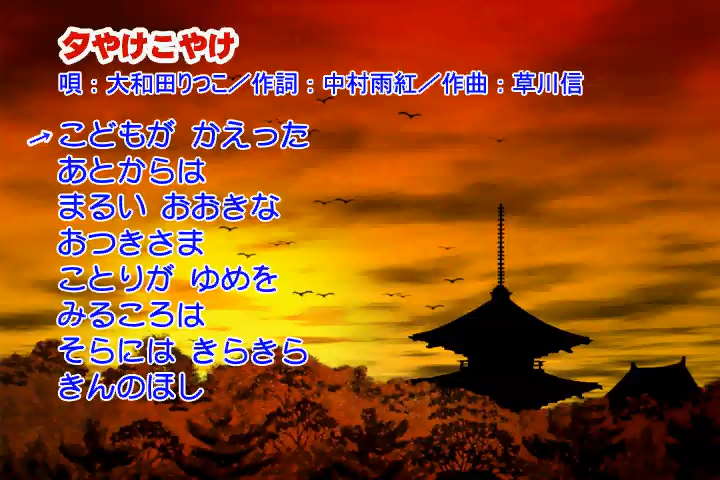 夕やけこやけ
唄：大和田りつこ／作詞：中村雨紅／作曲：草川信
→こどもが かえった
あとからは
まるい おおきな
おつきさま
ことりが ゆめを
みるころは
そらには きらきら
きんのほし